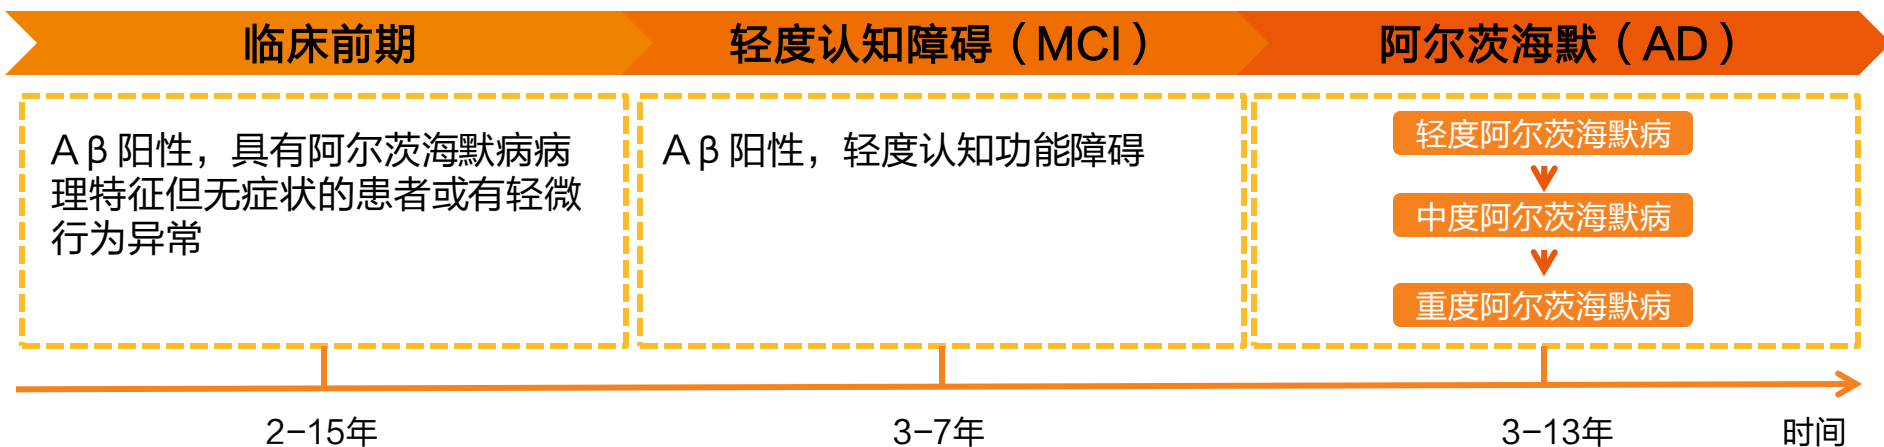 临床前期
轻度认知障碍（MCI）
阿尔茨海默（AD）
Aβ阳性，具有阿尔茨海默病病
理特征但无症状的患者或有轻微
行为异常
Aβ阳性，轻度认知功能障碍
轻度阿尔茨海默病
中度阿尔茨海默病
重度阿尔茨海默病
2-15年
3-7年
3-13年
时间